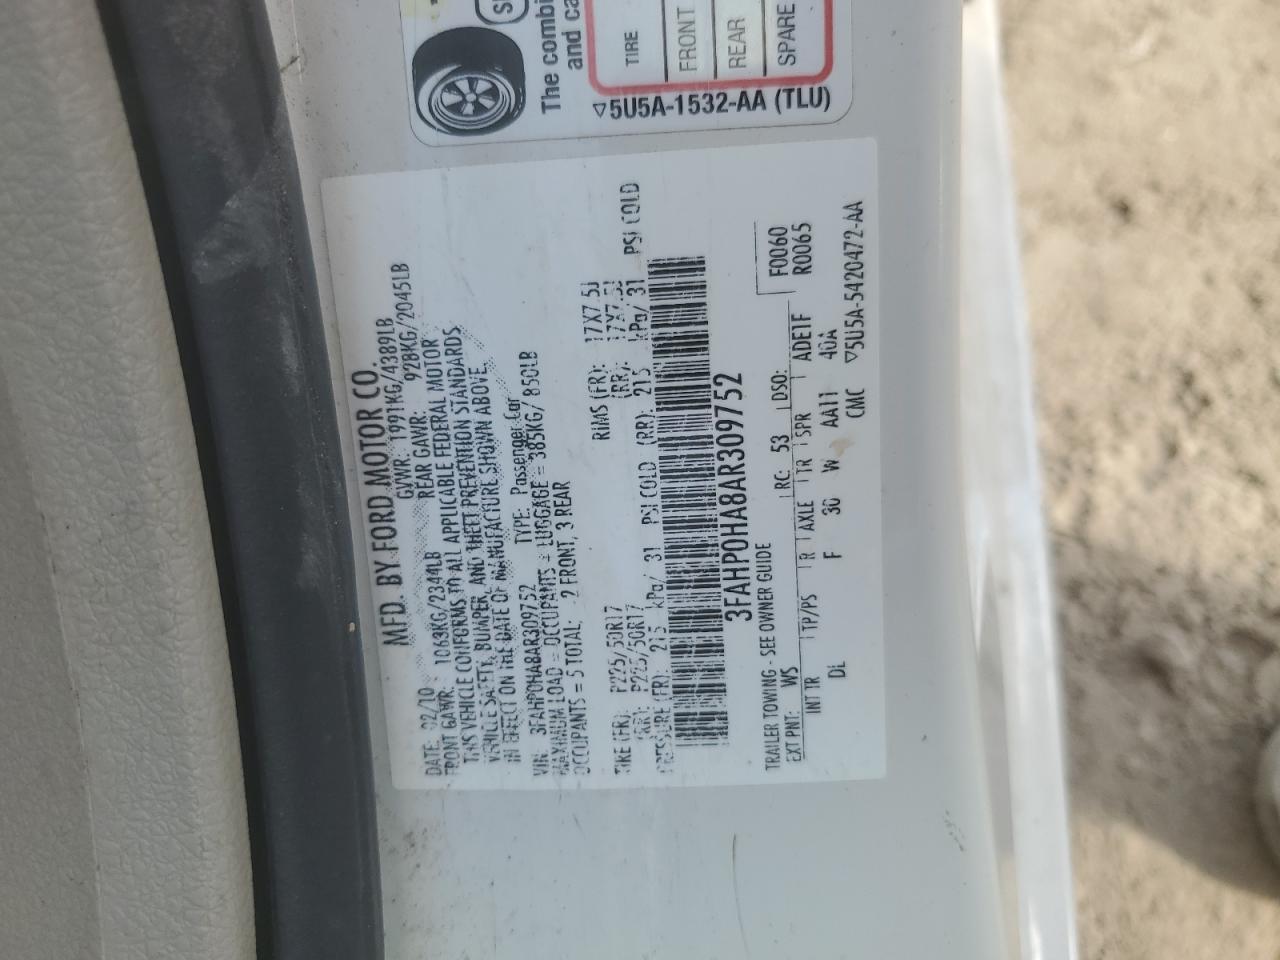 The combi
and ca
TIRE
FRONT
REAR
SPARE
▽5U5A-1532-AA (TLU)
MFD. BY FORD MOTOR CO.
DATE: 02/10 GVWR: 1991KG/4389LB
FRONT GAWR: 1063KG/2344LB REAR GAWR: 928KG/2045LB
THIS VEHICLE CONFORMS TO ALL APPLICABLE FEDERAL MOTOR
VEHICLE SAFETY, BUMPER, AND THEFT PREVENTION STANDARDS
IN EFFECT ON THE DATE OF MANUFACTURE SHOWN ABOVE.
VIN: 3FAHP0HA8AR309752 TYPE: Passenger Car
MAXIMUM LOAD = OCCUPANTS + LUGGAGE = 385KG/ 850LB
OCCUPANTS = 5 TOTAL: 2 FRONT, 3 REAR
TIRE (FR): P225/50R17 RIMS (FR): 17X7.5J
(RR): P225/50R17 (RR): 17X7.5J
PRESSURE (FR): 215 kPa/ 31 PSI COLD (RR): 215 kPa/ 31 PSI COLD
3FAHP0HA8AR309752
TRAILER TOWING - SEE OWNER GUIDE
F0060
R0065
EXT PNT: WS RC: 53 DSO:
INT TR TP/PS R AXLE TR SPR ADE1F
DL F 30 W AA11 40A
CMC ▽5U5A-5420472-AA